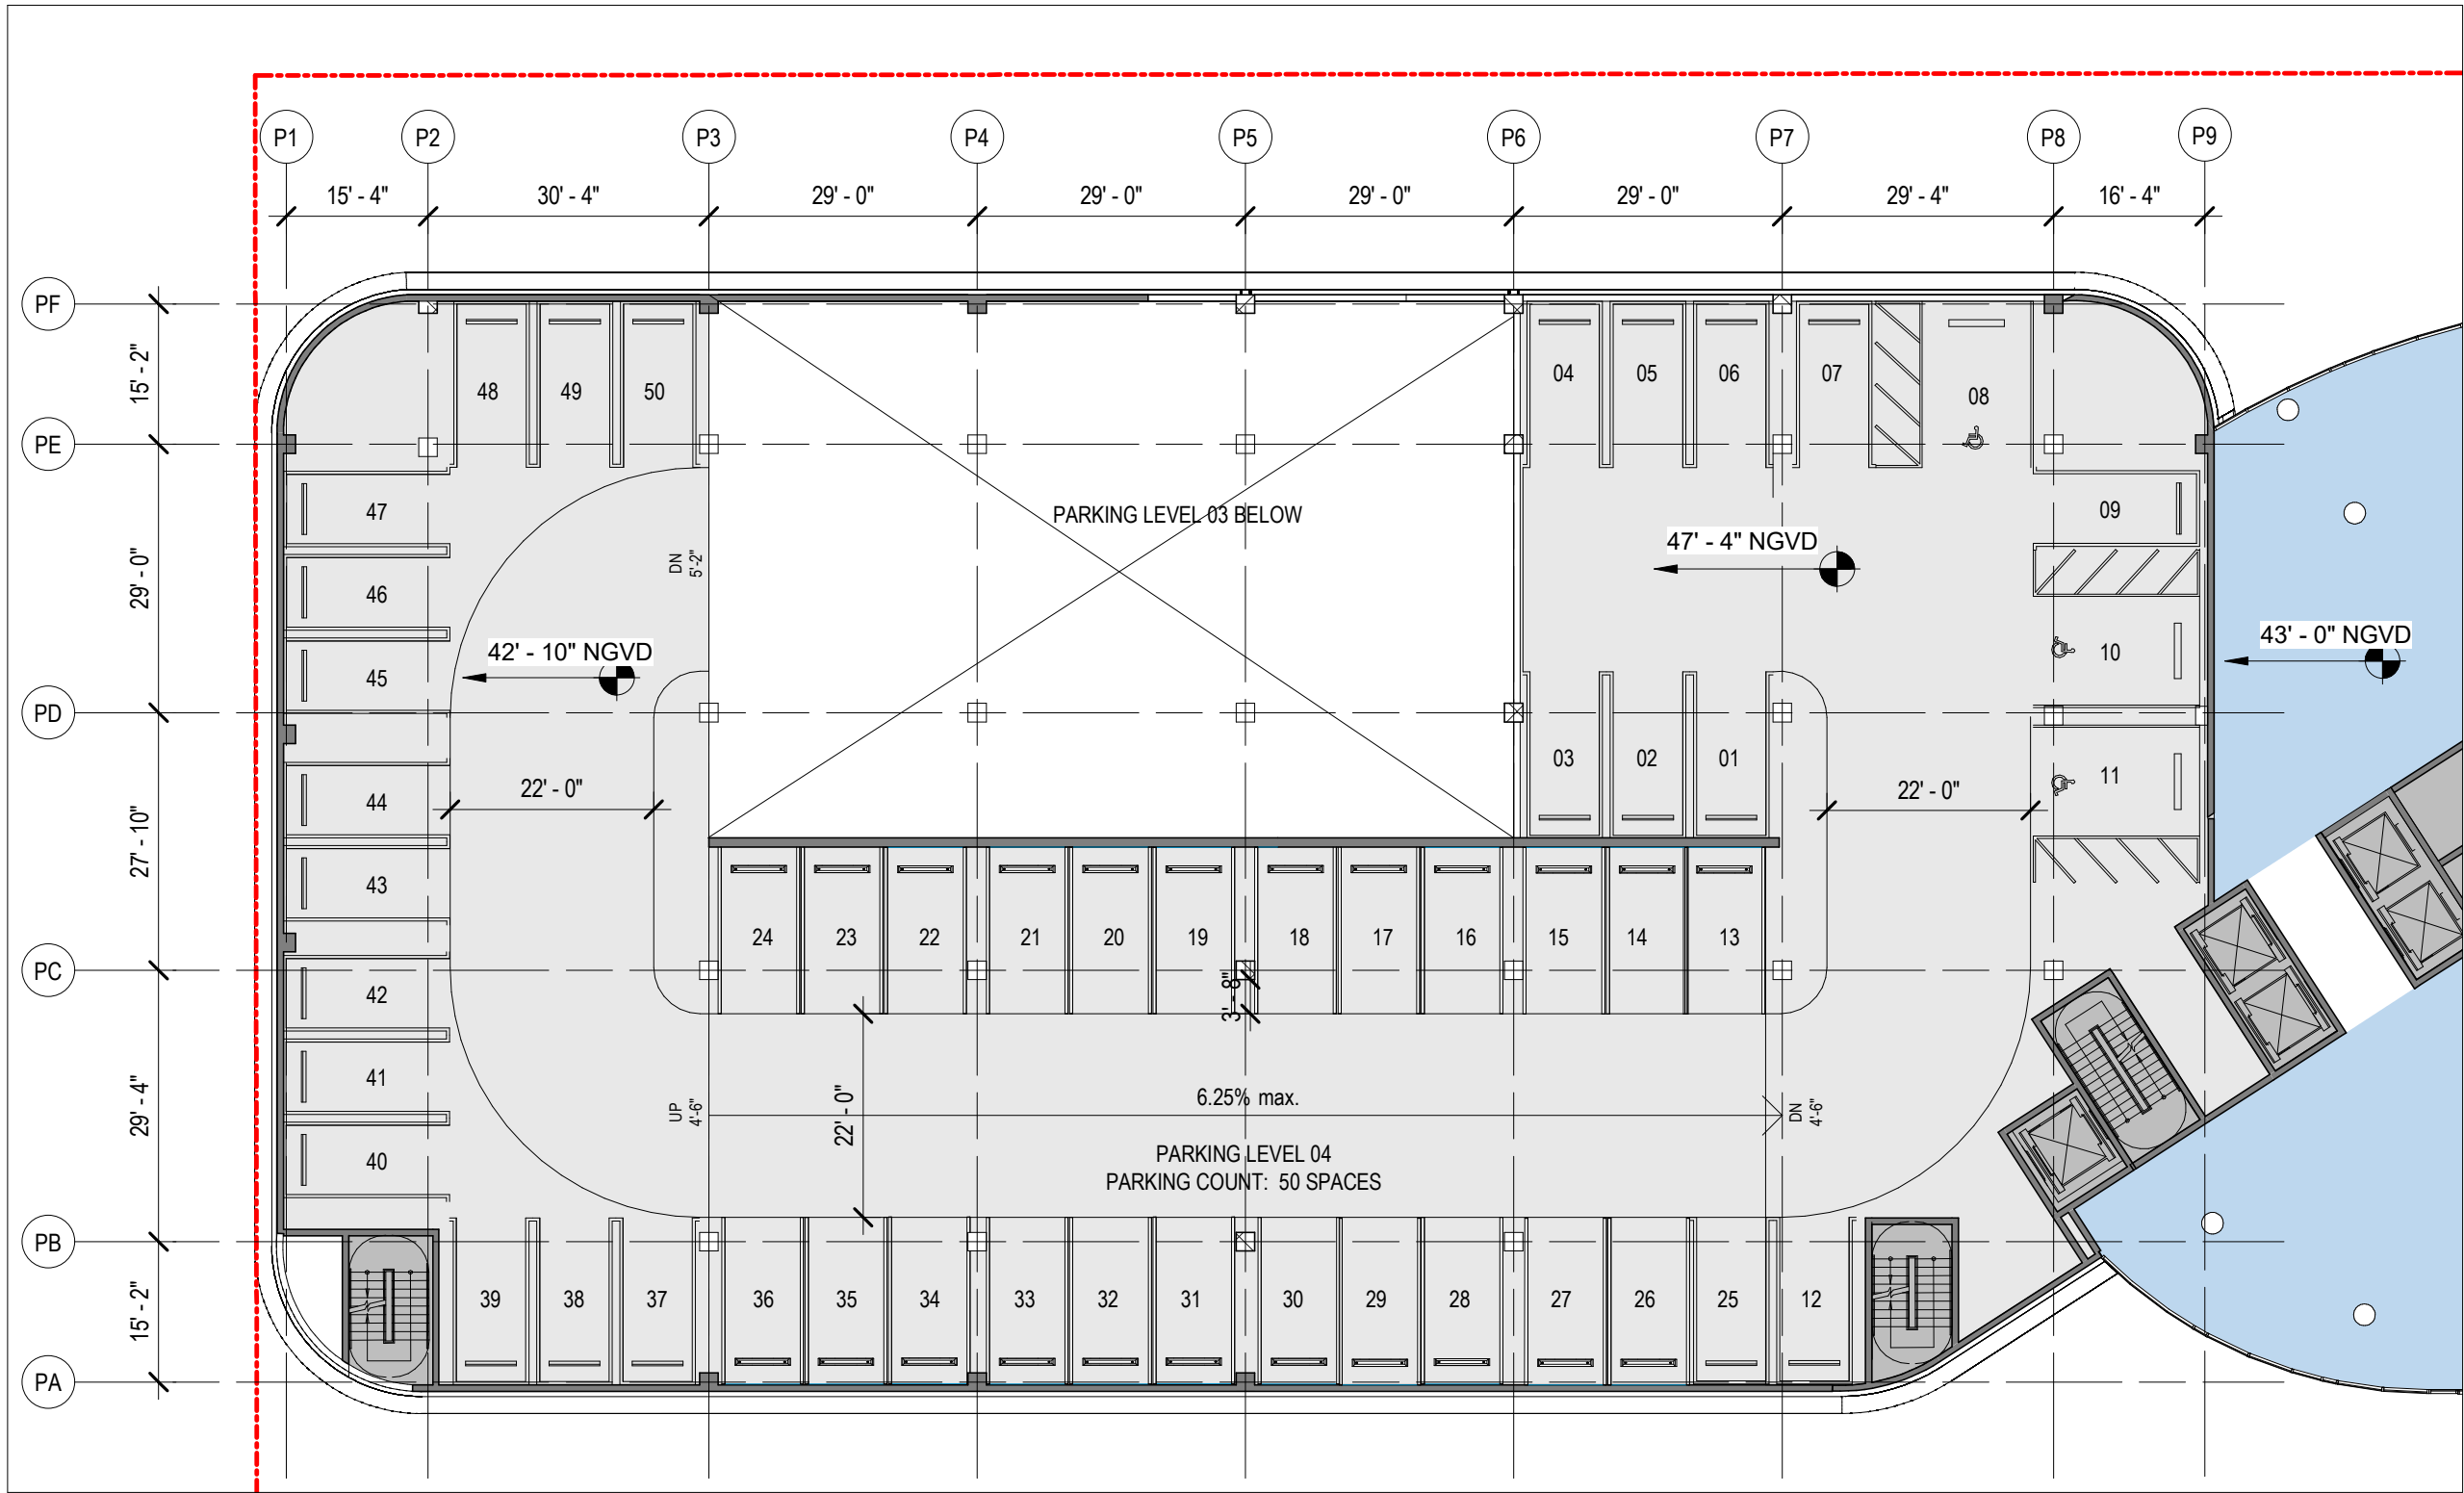 P1 P2 P3 P4 P5 P6 P7 P8 P9
15' - 4" 30' - 4" 29' - 0" 29' - 0" 29' - 0" 29' - 0" 29' - 4" 16' - 4"
PF
15' - 2"
48 49 50
04 05 06 07 08
PE
47
PARKING LEVEL 03 BELOW
09
47' - 4" NGVD
29' - 0"
DN
5'-2"
46
42' - 10" NGVD
43' - 0" NGVD
45
10
PD
03 02 01
11
22' - 0"
22' - 0"
44
27' - 10"
43
24 23 22 21 20 19 18 17 16 15 14 13
PC
42
3' - 8"
41
29' - 4"
UP
4'-6"
22' - 0"
6.25% max.
DN
4'-6"
40
PARKING LEVEL 04
PARKING COUNT: 50 SPACES
PB
15' - 2"
39 38 37 36 35 34 33 32 31 30 29 28 27 26 25 12
PA